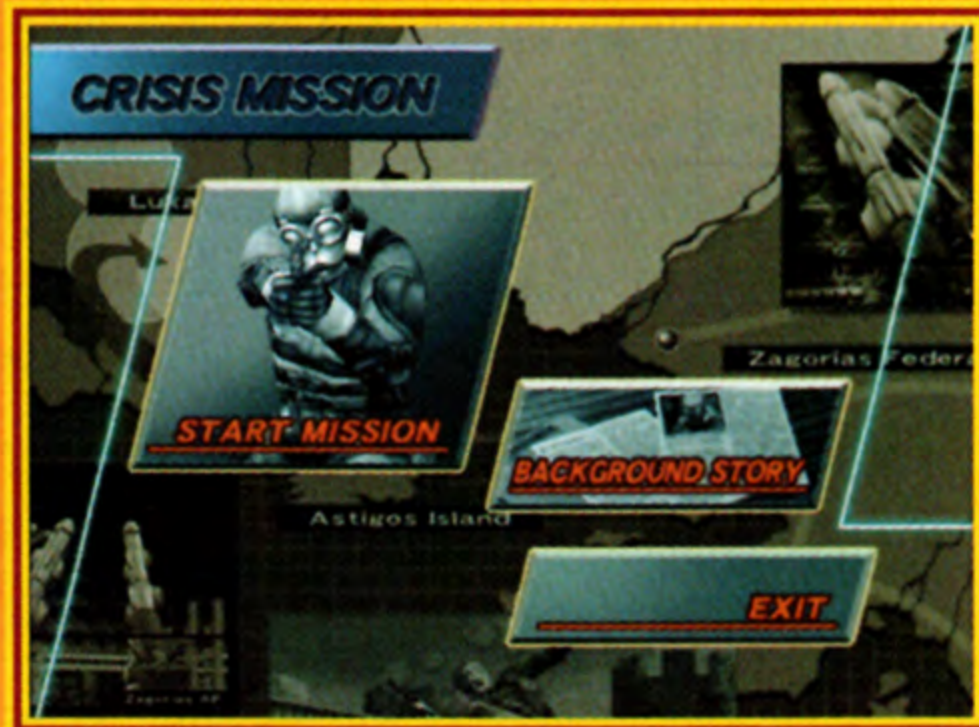 CRISIS MISSION
START MISSION
Zagorias Federa
BACKGROUND STORY
Astigos Island
EXIT